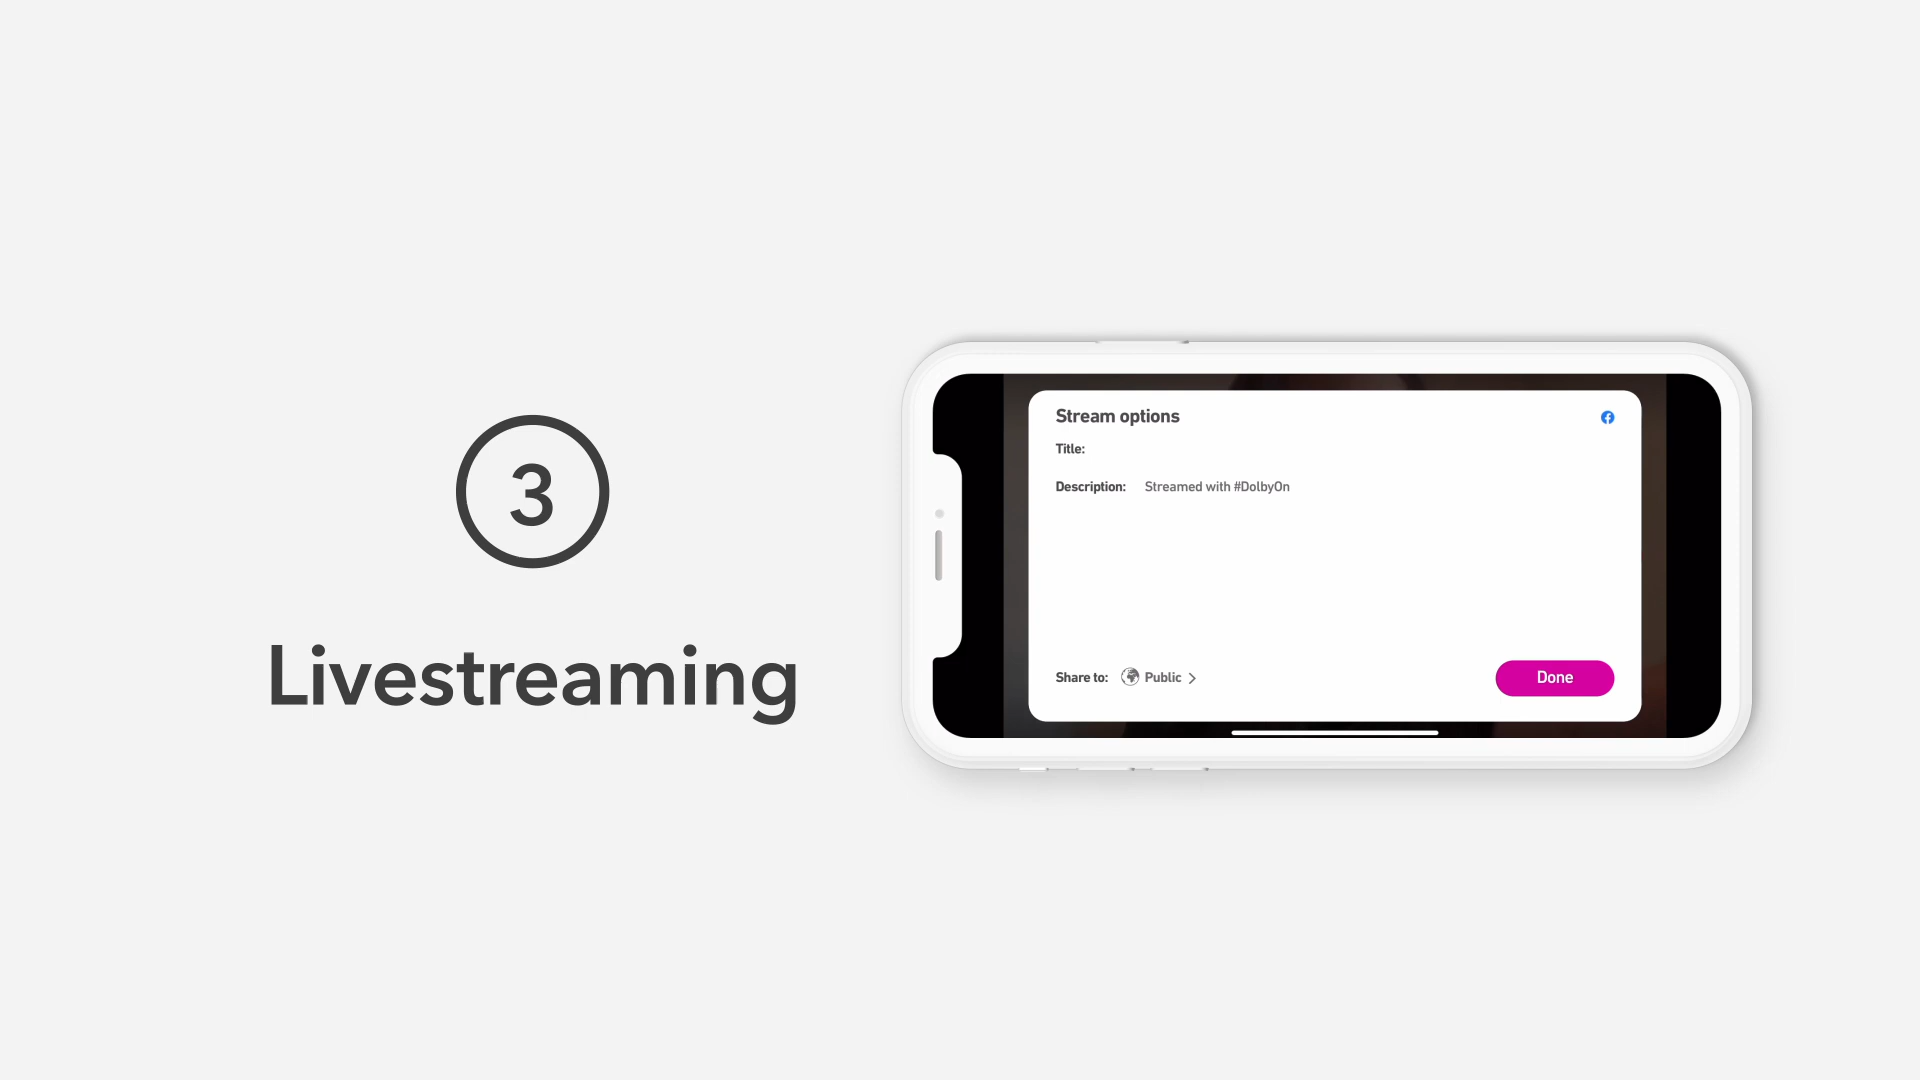 3
Livestreaming
Stream options
Title:
Description: Streamed with #DolbyOn
Share to: Public >
Done